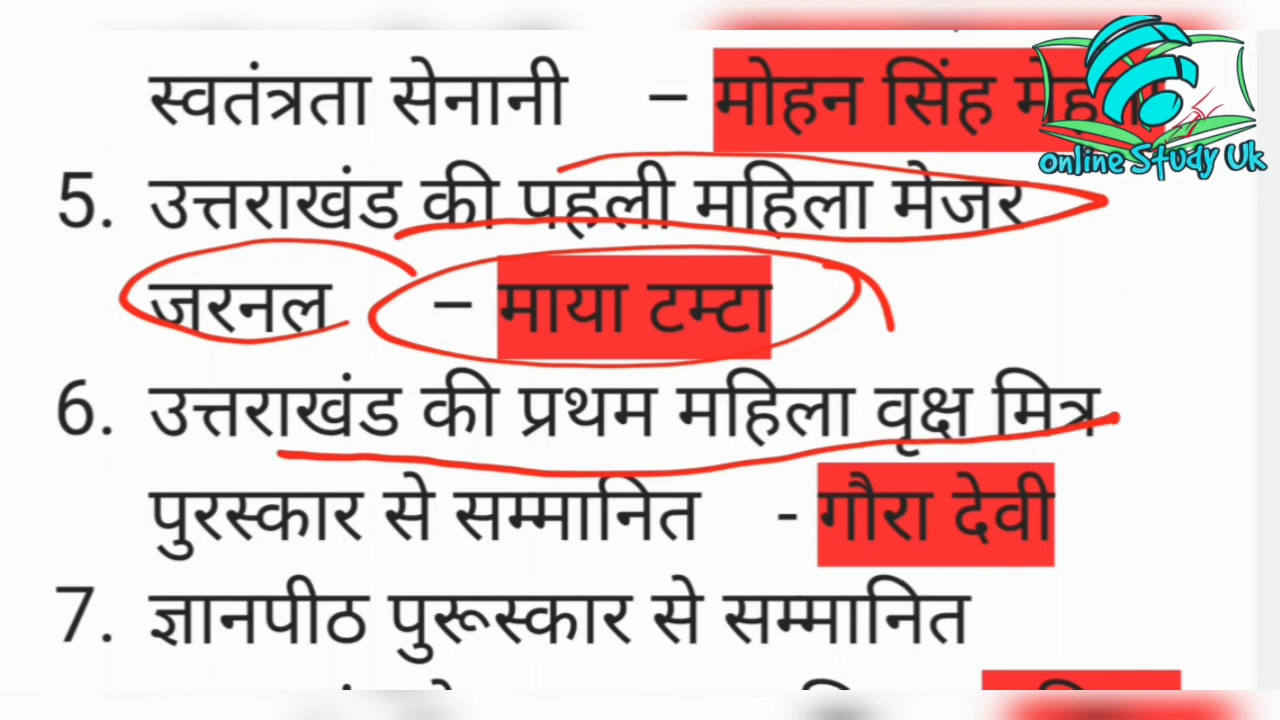 स्वतंत्रता सेनानी – मोहन सिंह मेहता
Online Study Uk
5. उत्तराखंड की पहली महिला मेजर
जरनल – माया टम्टा
6. उत्तराखंड की प्रथम महिला वृक्ष मित्र
पुरस्कार से सम्मानित - गौरा देवी
7. ज्ञानपीठ पुरूस्कार से सम्मानित